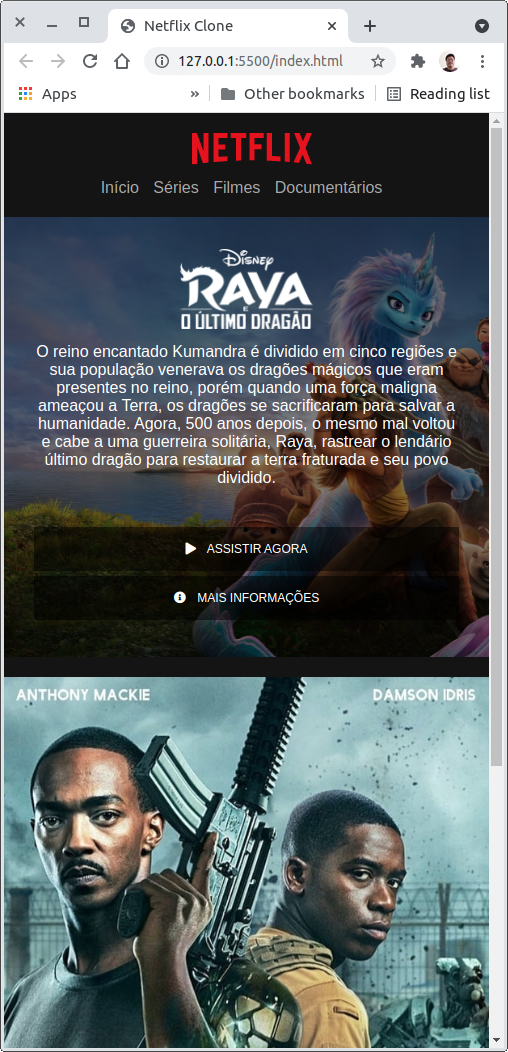 Netflix Clone
127.0.0.1:5500/index.html
Apps
»
Other bookmarks
Reading list
NETFLIX
Início Séries Filmes Documentários
DISNEY
RAYA
E
O ÚLTIMO DRAGÃO
O reino encantado Kumandra é dividido em cinco regiões e
sua população venerava os dragões mágicos que eram
presentes no reino, porém quando uma força maligna
ameaçou a Terra, os dragões se sacrificaram para salvar a
humanidade. Agora, 500 anos depois, o mesmo mal voltou
e cabe a uma guerreira solitária, Raya, rastrear o lendário
último dragão para restaurar a terra fraturada e seu povo
dividido.
ASSISTIR AGORA
MAIS INFORMAÇÕES
ANTHONY MACKIE
DAMSON IDRIS